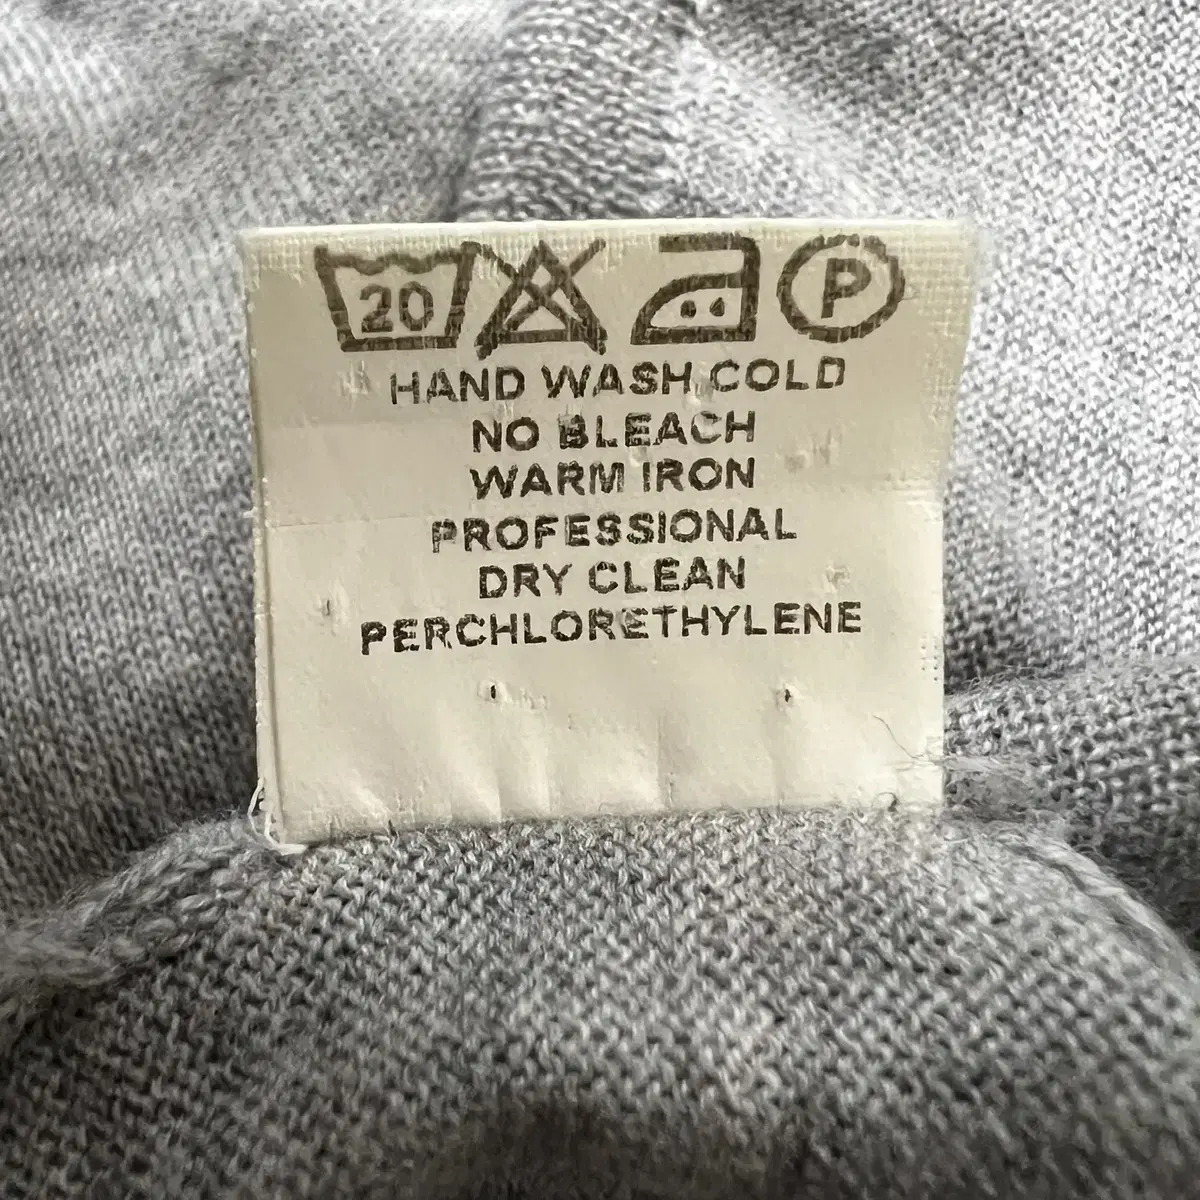 20 P
HAND WASH COLD
NO BLEACH
WARM IRON
PROFESSIONAL
DRY CLEAN
PERCHLORETHYLENE